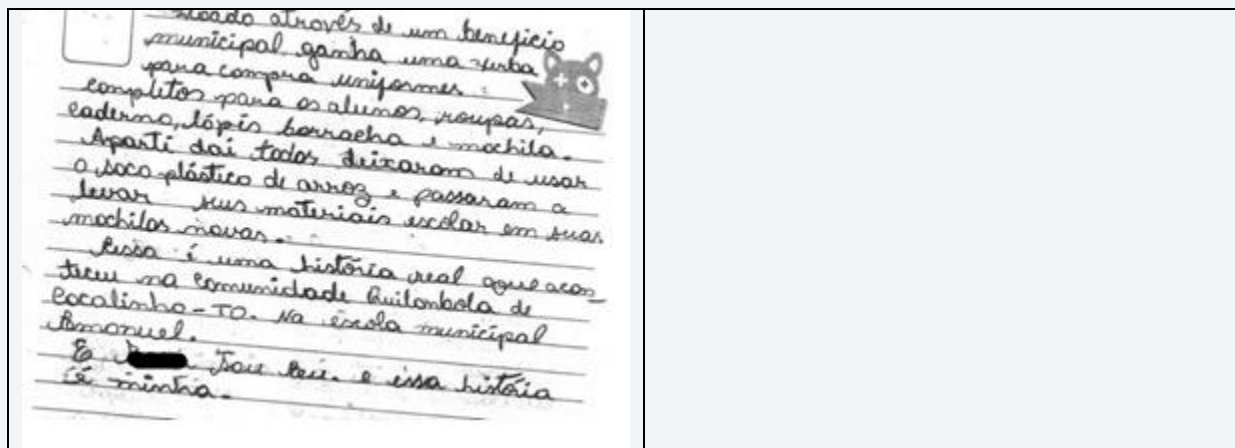 através de um beneficio
municipal ganha uma verba
para compra uniformes
completos para os alunos, roupas,
caderno, lápis borracha e mochila.
Aparti dai todos deixaram de usar
o saco plástico de arroz e passaram a
levar seus materiais escolar em suas
mochilas novas.
Essa é uma história real que acon-
teceu na comunidade Quilonbola de
Cocalinho-TO. Na escola municipal
Emanuel.
E sou eu. e essa história
é minha.